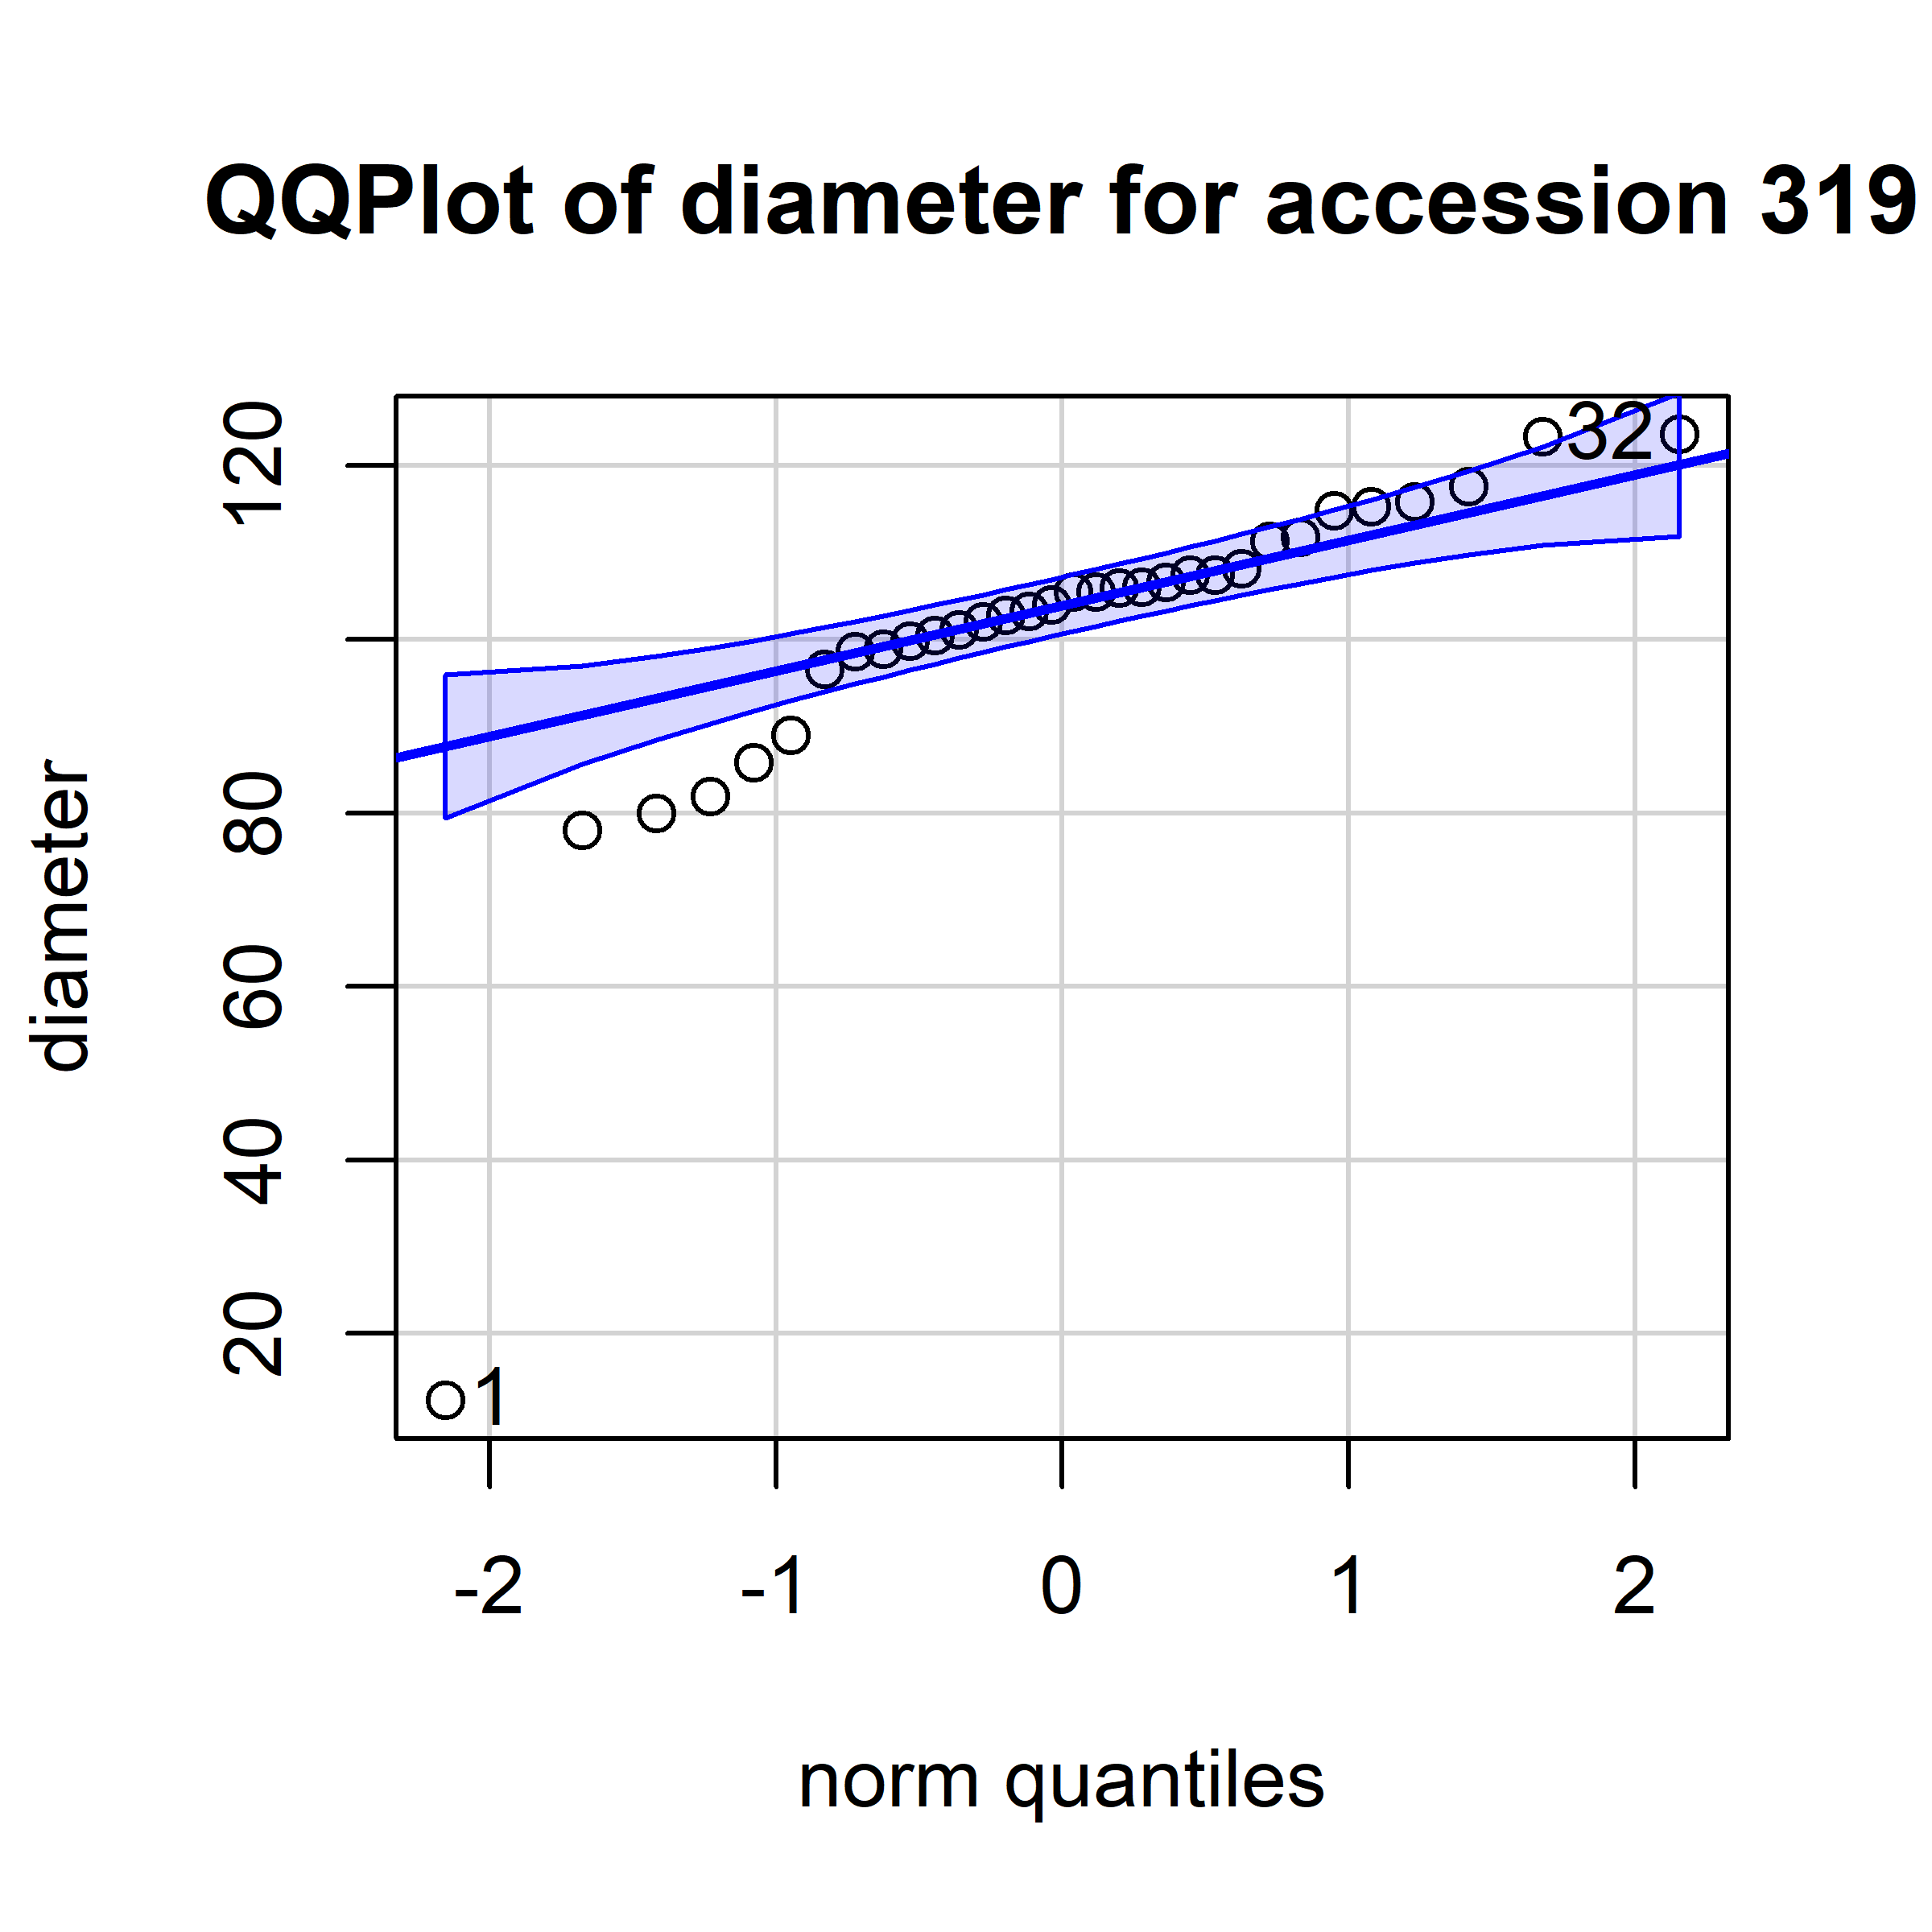 QQPlot of diameter for accession 319
diameter
120
80
60
40
20
32
1
-2 -1 0 1 2
norm quantiles